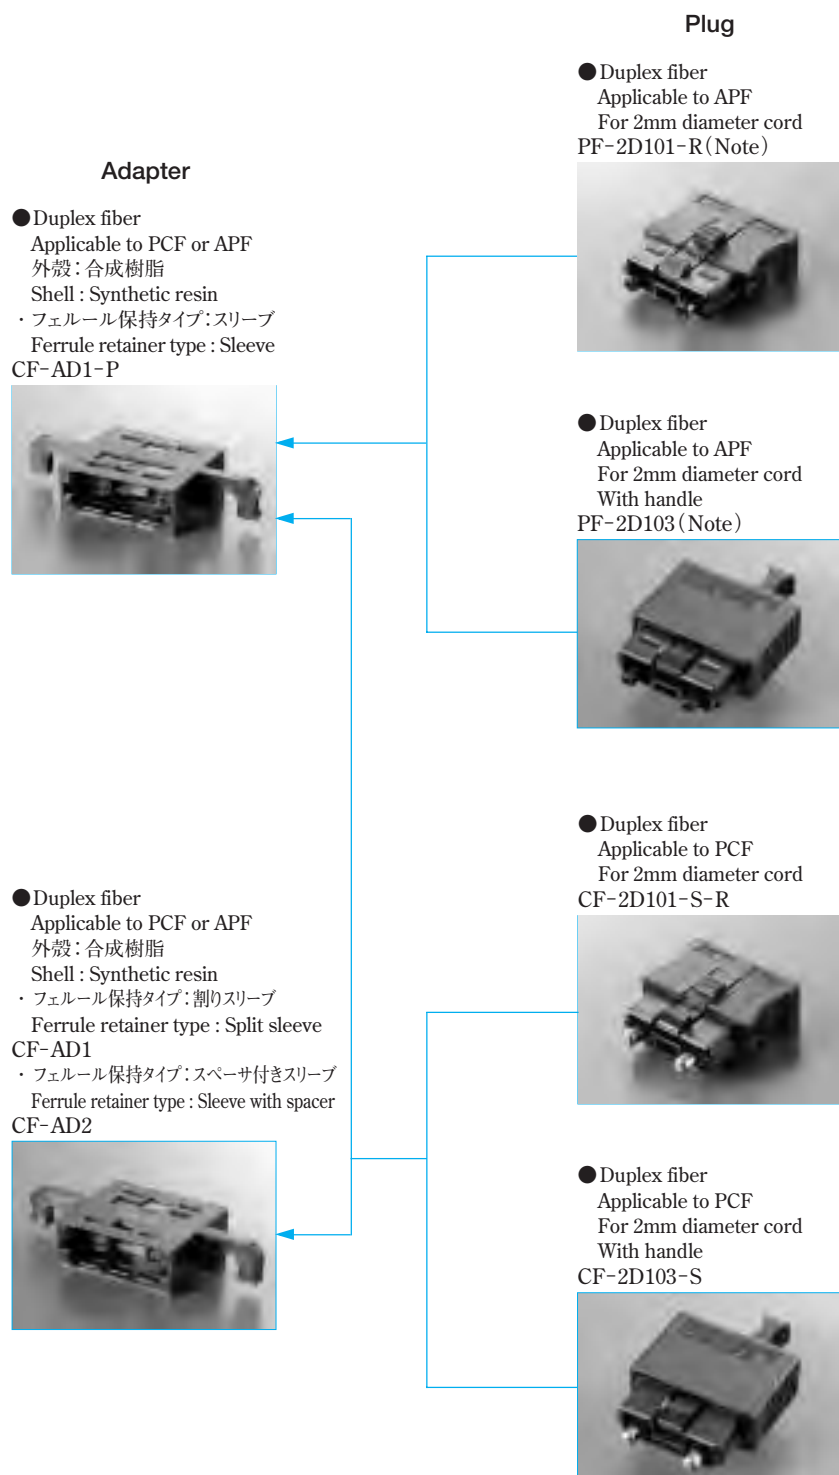 Plug
● Duplex fiber
Applicable to APF
For 2mm diameter cord
PF-2D101-R(Note)
Adapter
● Duplex fiber
Applicable to PCF or APF
外殻：合成樹脂
Shell : Synthetic resin
・フェルール保持タイプ：スリーブ
Ferrule retainer type : Sleeve
CF-AD1-P
● Duplex fiber
Applicable to APF
For 2mm diameter cord
With handle
PF-2D103(Note)
● Duplex fiber
Applicable to PCF
For 2mm diameter cord
CF-2D101-S-R
● Duplex fiber
Applicable to PCF or APF
外殻：合成樹脂
Shell : Synthetic resin
・フェルール保持タイプ：割りスリーブ
Ferrule retainer type : Split sleeve
CF-AD1
・フェルール保持タイプ：スペーサ付きスリーブ
Ferrule retainer type : Sleeve with spacer
CF-AD2
● Duplex fiber
Applicable to PCF
For 2mm diameter cord
With handle
CF-2D103-S